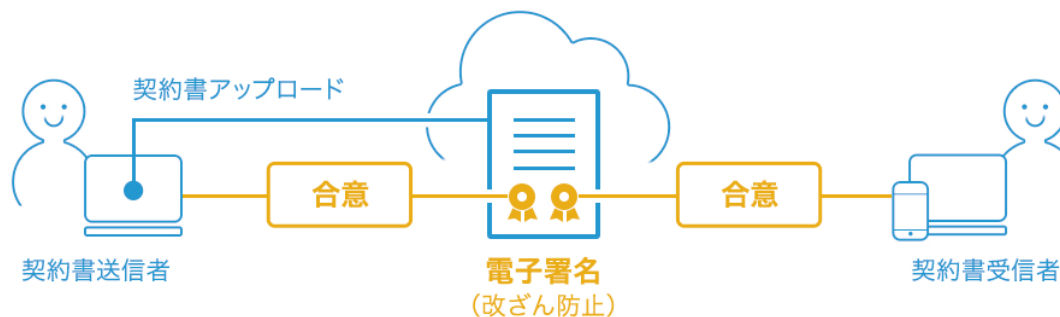 契約書アップロード
合意
合意
契約書送信者
電子署名
（改ざん防止）
契約書受信者